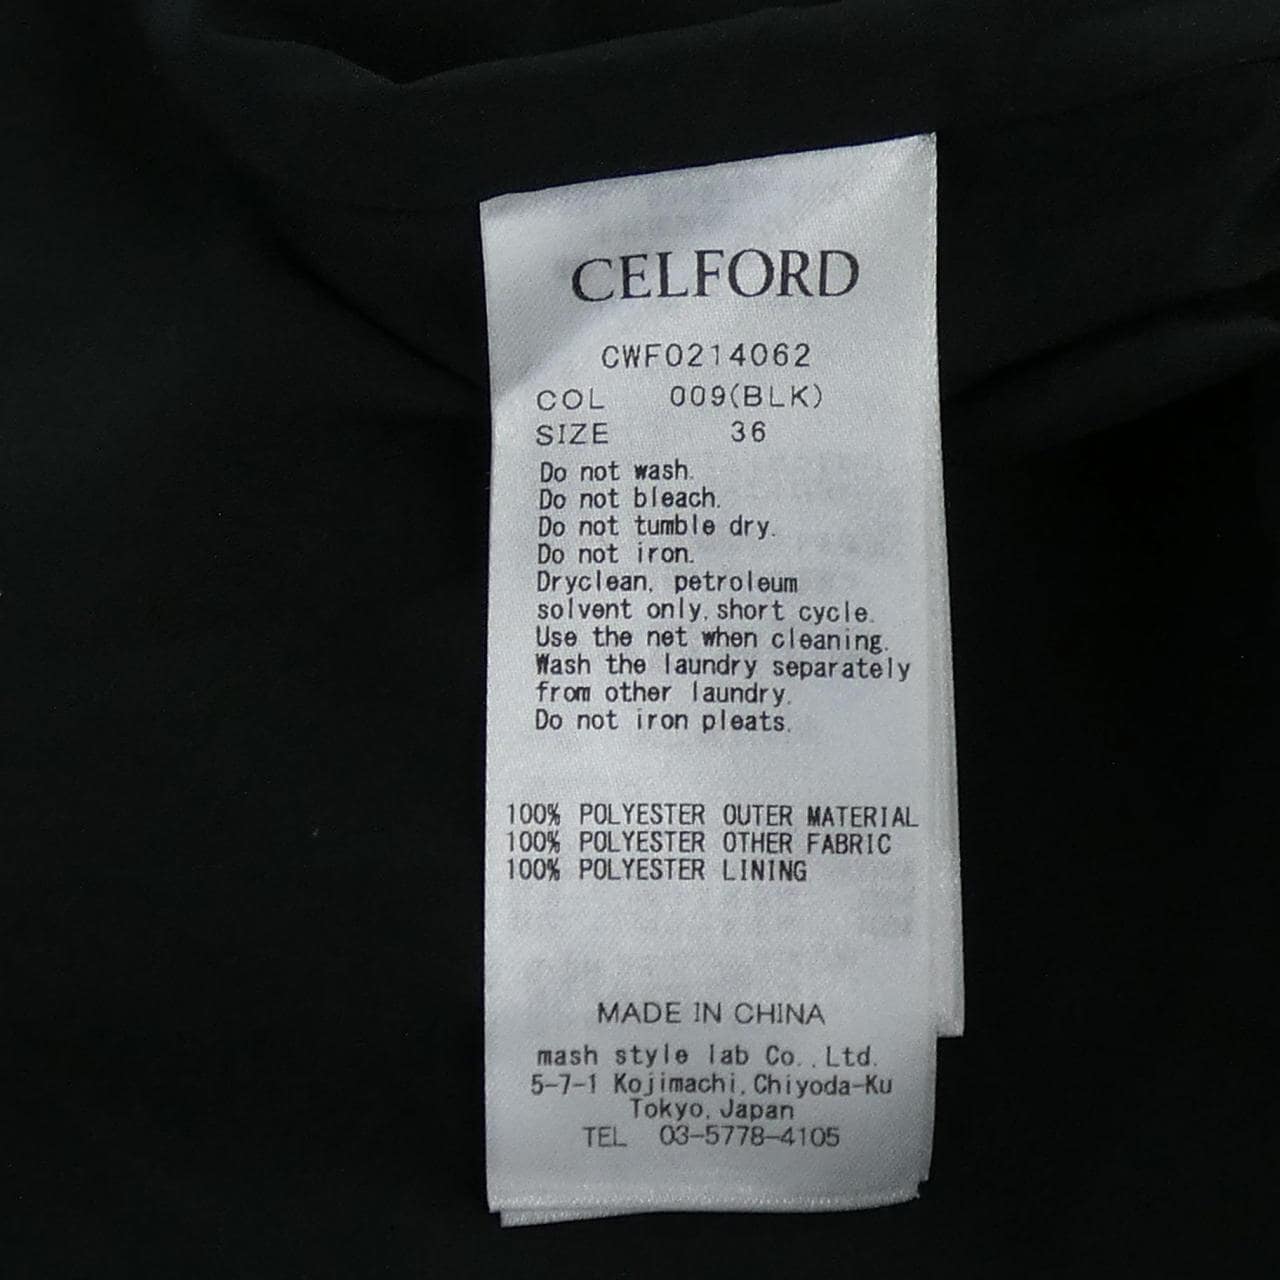 CELFORD
CWF0214062
COL 009(BLK)
SIZE 36
Do not wash.
Do not bleach.
Do not tumble dry.
Do not iron.
Dryclean, petroleum
solvent only, short cycle.
Use the net when cleaning.
Wash the laundry separately
from other laundry.
Do not iron pleats.
100% POLYESTER OUTER MATERIAL
100% POLYESTER OTHER FABRIC
100% POLYESTER LINING
MADE IN CHINA
mash style lab Co.,Ltd.
5-7-1 Kojimachi, Chiyoda-Ku
Tokyo, Japan
TEL 03-5778-4105